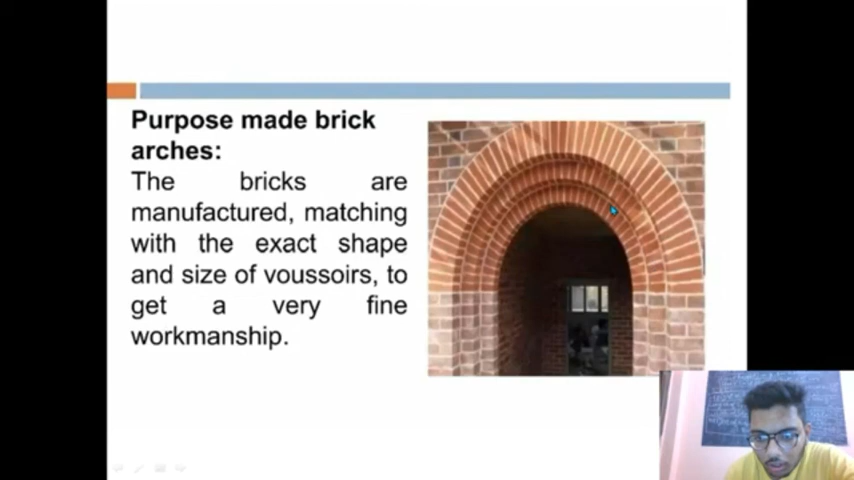 Purpose made brick
arches:
The bricks are
manufactured, matching
with the exact shape
and size of voussoirs, to
get a very fine
workmanship.